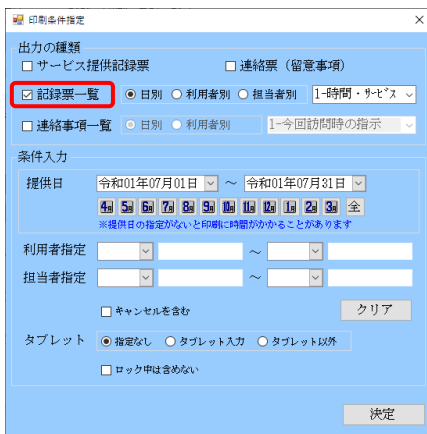 印刷条件指定
出力の種類
サービス提供記録票 連絡票（留意事項）
記録票一覧 日別 利用者別 担当者別 1-時間・ｻｰﾋﾞｽ
連絡事項一覧 日別 利用者別 1-今回訪問時の指示
条件入力
提供日 令和01年07月01日 ～ 令和01年07月31日
4月 5月 6月 7月 8月 9月 10月 11月 12月 1月 2月 3月 全
※提供日の指定がないと印刷に時間がかかることがあります
利用者指定 ～
担当者指定 ～
キャンセルを含む クリア
タブレット 指定なし タブレット入力 タブレット以外
ロック中は含めない
決定